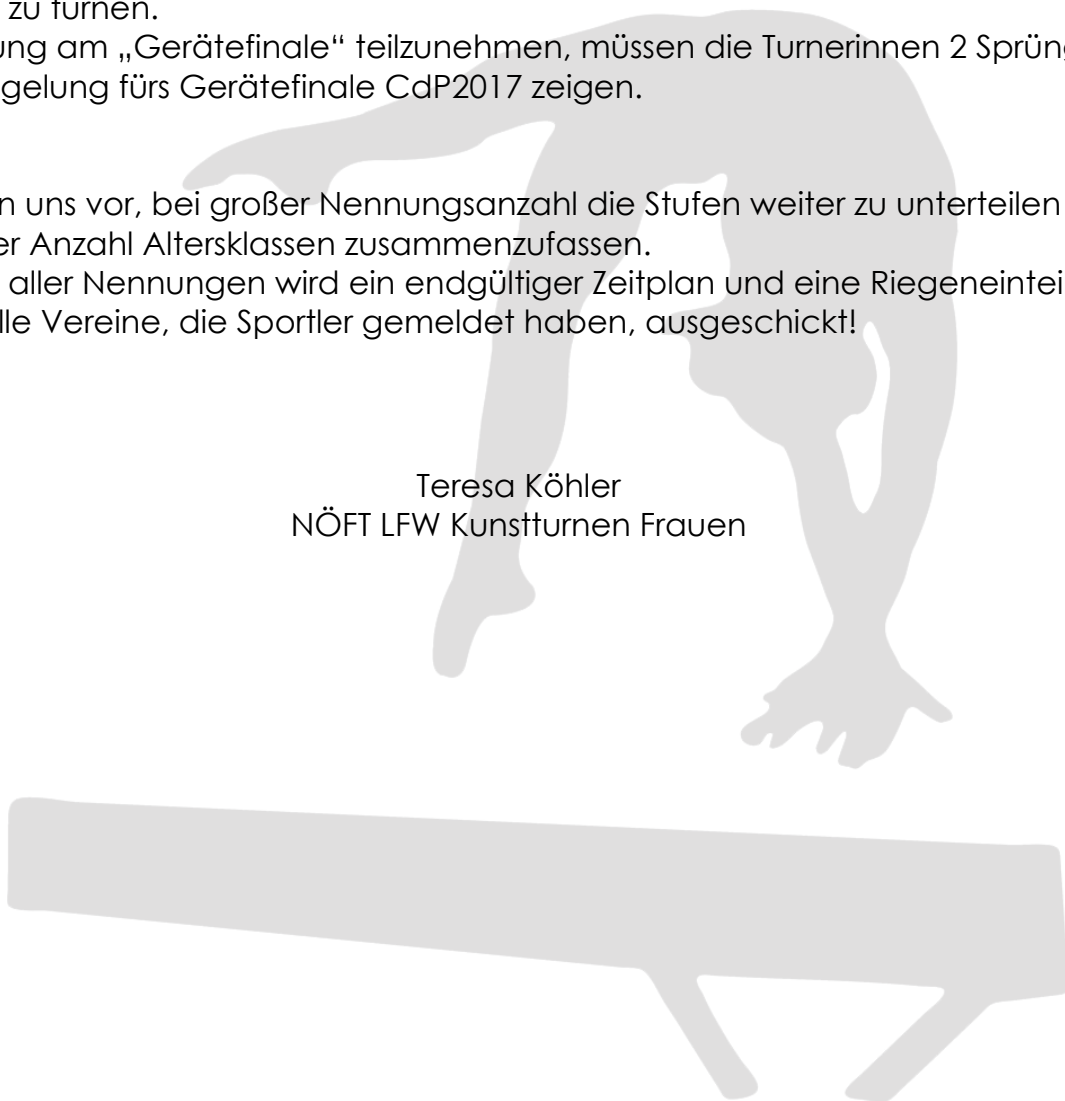 zu turnen.
ung am „Gerätefinale“ teilzunehmen, müssen die Turnerinnen 2 Sprüng
gelung fürs Gerätefinale CdP2017 zeigen.
n uns vor, bei großer Nennungsanzahl die Stufen weiter zu unterteilen
er Anzahl Altersklassen zusammenzufassen.
aller Nennungen wird ein endgültiger Zeitplan und eine Riegeneintei
lle Vereine, die Sportler gemeldet haben, ausgeschickt!
Teresa Köhler
NÖFT LFW Kunstturnen Frauen